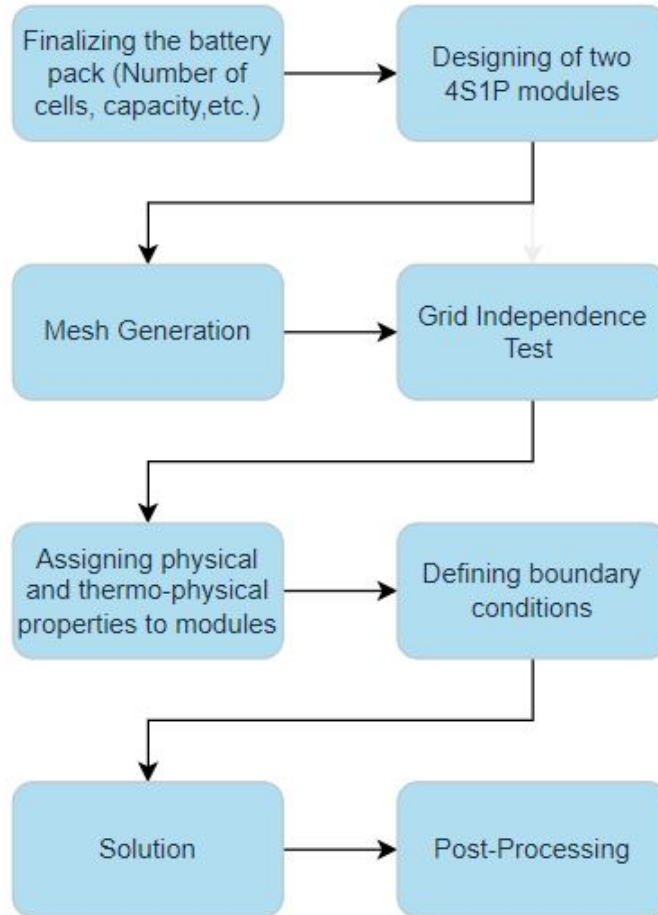 Finalizing the battery
pack (Number of
cells, capacity,etc.)
Designing of two
4S1P modules
Mesh Generation
Grid Independence
Test
Assigning physical
and thermo-physical
properties to modules
Defining boundary
conditions
Solution
Post-Processing